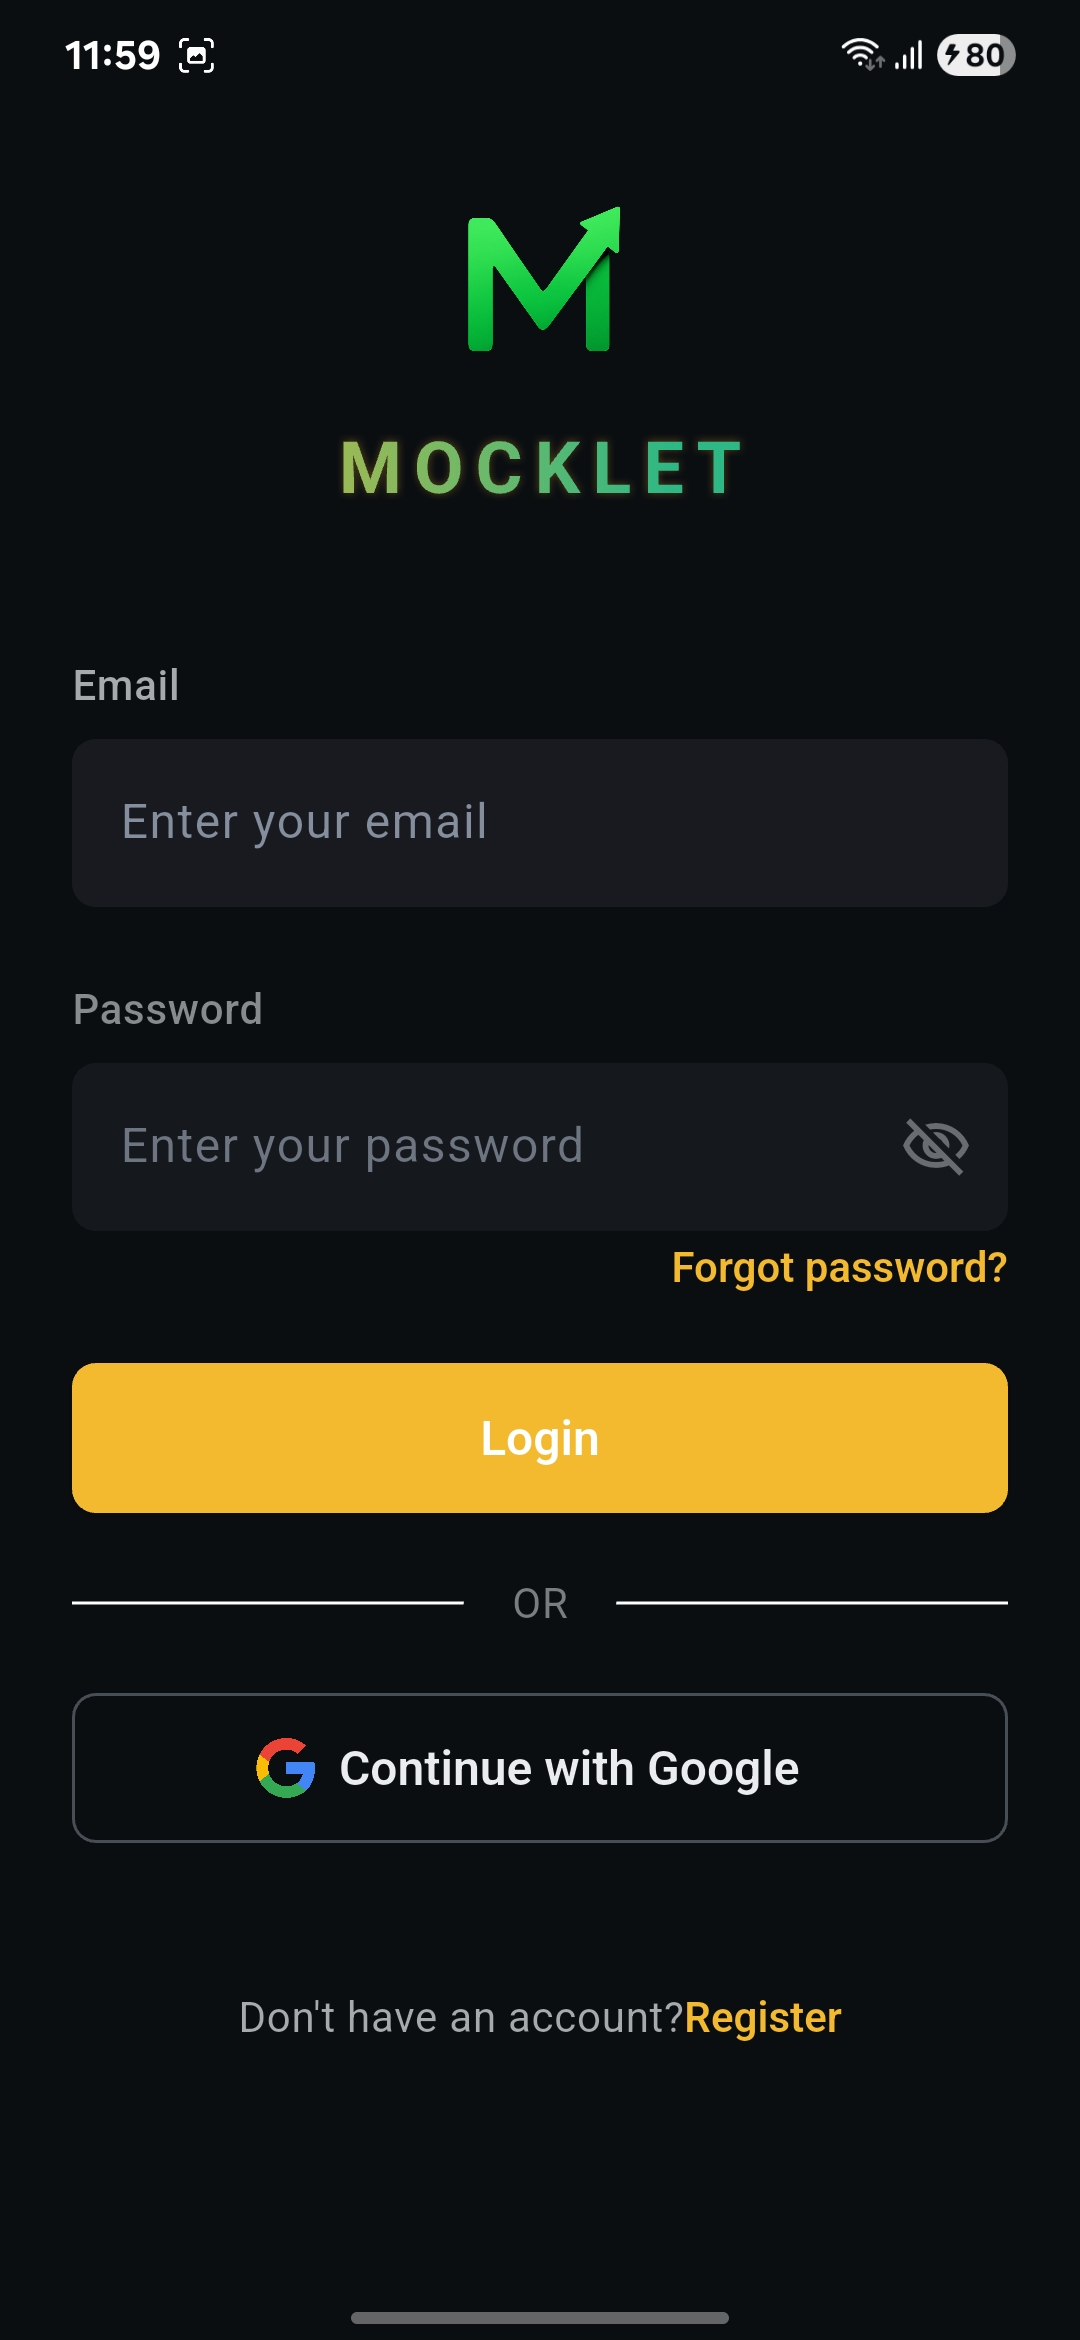 11:59
80
MOCKLET
Email
Enter your email
Password
Enter your password
Forgot password?
Login
OR
Continue with Google
Don't have an account?Register